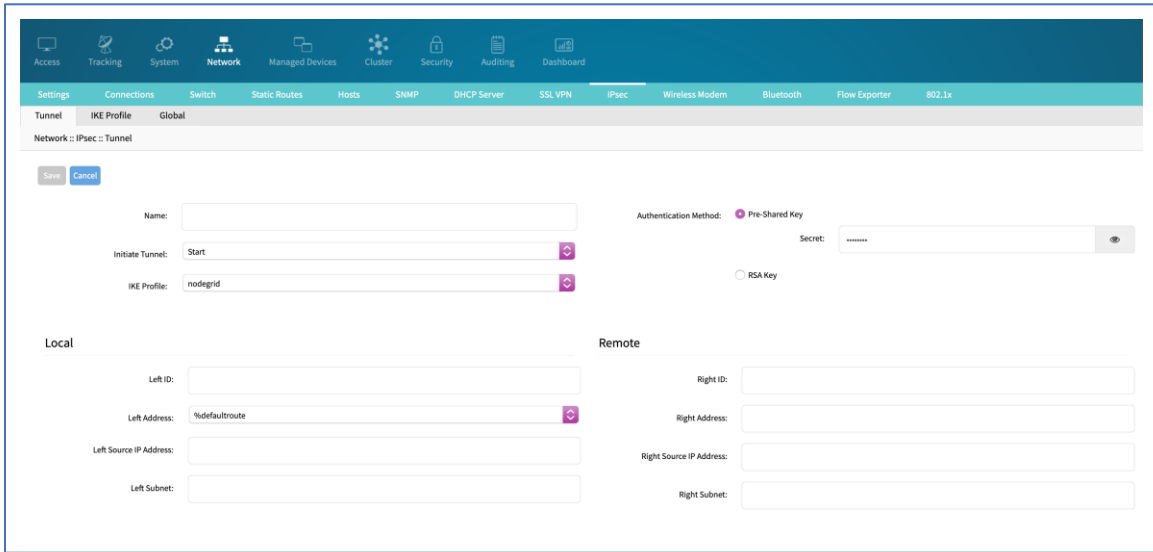 Access Tracking System Network Managed Devices Cluster Security Auditing Dashboard
Settings Connections Switch Static Routes Hosts SNMP DHCP Server SSL VPN IPsec Wireless Modem Bluetooth Flow Exporter 802.1x
Tunnel IKE Profile Global
Network :: IPsec :: Tunnel
Save Cancel
Name:
Initiate Tunnel: Start
IKE Profile: nodegrid
Authentication Method: Pre-Shared Key
Secret: ••••••••
RSA Key
Local
Left ID:
Left Address: %defaultroute
Left Source IP Address:
Left Subnet:
Remote
Right ID:
Right Address:
Right Source IP Address:
Right Subnet: